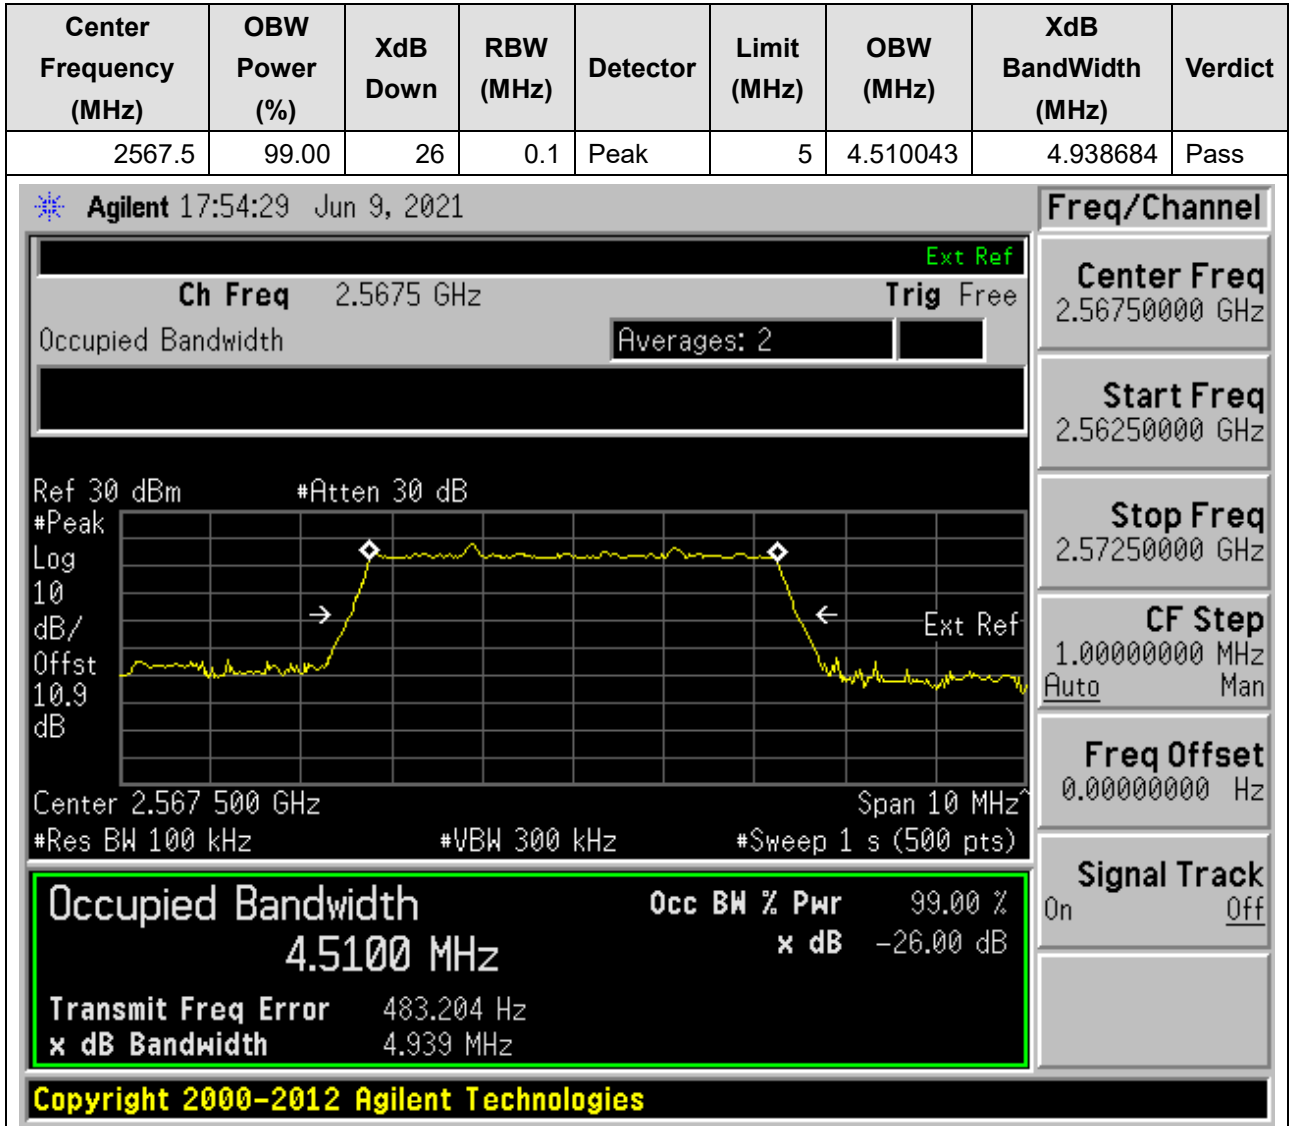 Center Frequency (MHz) OBW Power (%) XdB Down RBW (MHz) Detector Limit (MHz) OBW (MHz) XdB BandWidth (MHz) Verdict
2567.5 99.00 26 0.1 Peak 5 4.510043 4.938684 Pass
Agilent 17:54:29 Jun 9, 2021
Freq/Channel
Ext Ref
Ch Freq 2.5675 GHz Trig Free
Occupied Bandwidth Averages: 2
Center Freq
2.56750000 GHz
Start Freq
2.56250000 GHz
Stop Freq
2.57250000 GHz
CF Step
1.00000000 MHz
Auto Man
Freq Offset
0.00000000 Hz
Signal Track
On Off
Ref 30 dBm #Atten 30 dB
#Peak
Log
10
dB/
Offst
10.9
dB
Ext Ref
Center 2.567 500 GHz Span 10 MHz^
#Res BW 100 kHz #VBW 300 kHz #Sweep 1 s (500 pts)
Occupied Bandwidth Occ BW % Pwr 99.00 %
4.5100 MHz x dB -26.00 dB
Transmit Freq Error 483.204 Hz
x dB Bandwidth 4.939 MHz
Copyright 2000-2012 Agilent Technologies